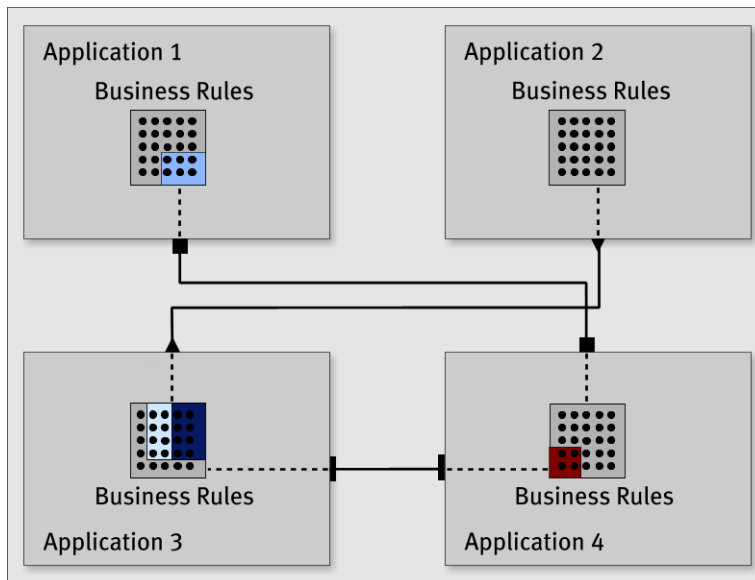 Application 1
Business Rules
Application 2
Business Rules
Business Rules
Application 3
Business Rules
Application 4